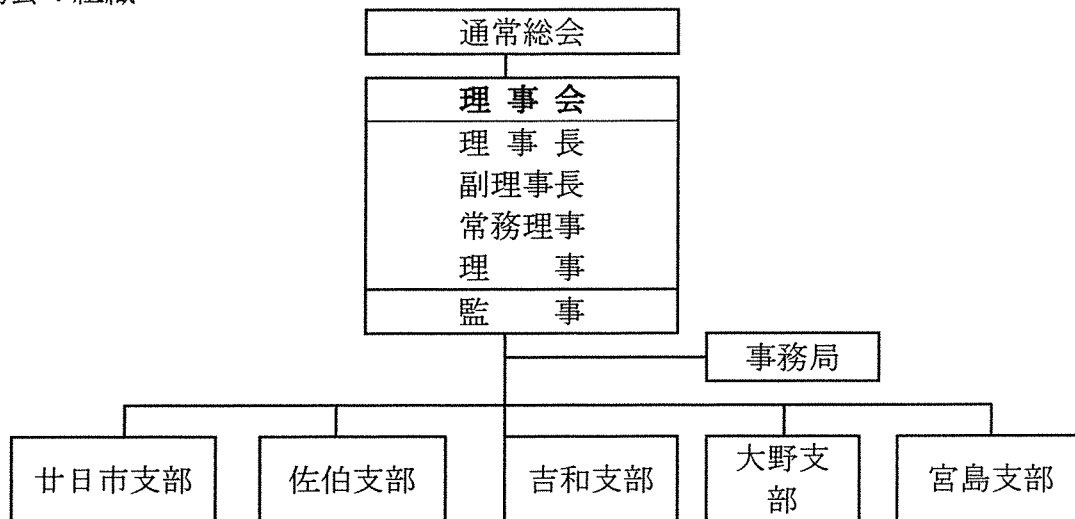 通常総会
理 事 会
理 事 長
副理事長
常務理事
理 事
監 事
事務局
廿日市支部
佐伯支部
吉和支部
大野支
部
宮島支部